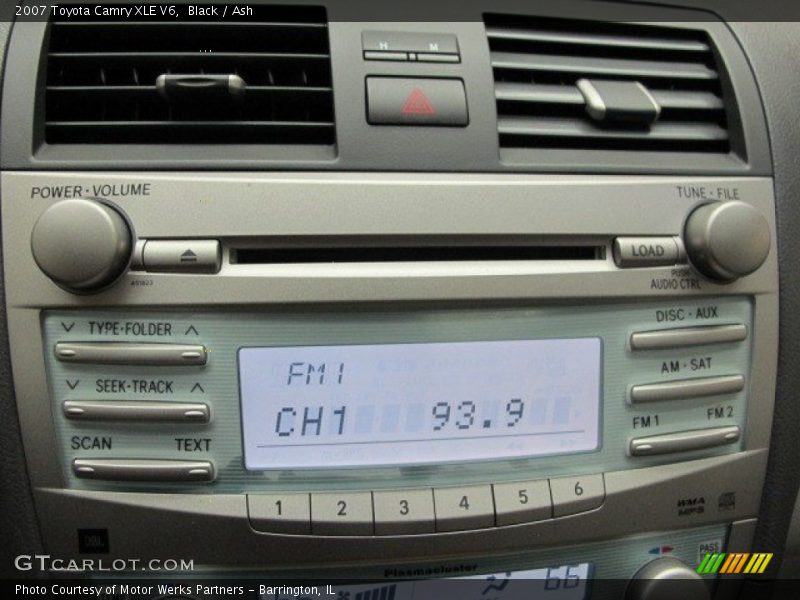 2007 Toyota Camry XLE V6,  Black / Ash
H M
POWER·VOLUME
TUNE·FILE
LOAD
PUSH
AUDIO CTRL
AS1823
TYPE·FOLDER
DISC·AUX
SEEK·TRACK
AM·SAT
SCAN TEXT
FM1 FM2
FM1
CH1 93.9
1 2 3 4 5 6
WMA
MP3
JBL
PASS
Plasmacluster
66
GTCARLOT.COM
Photo Courtesy of Motor Werks Partners - Barrington, IL